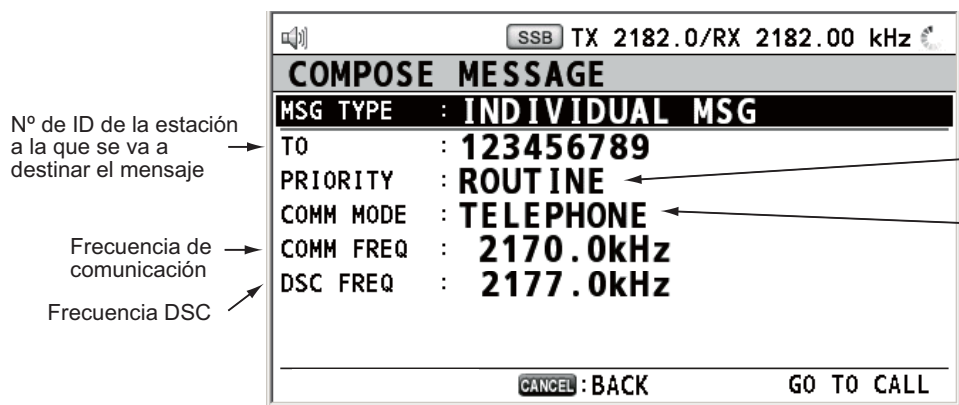 SSB TX 2182.0/RX 2182.00 kHz
COMPOSE MESSAGE
MSG TYPE : INDIVIDUAL MSG
Nº de ID de la estación
a la que se va a
destinar el mensaje
TO : 123456789
PRIORITY : ROUTINE
COMM MODE : TELEPHONE
Frecuencia de
comunicación
COMM FREQ : 2170.0kHz
Frecuencia DSC
DSC FREQ : 2177.0kHz
CANCEL : BACK GO TO CALL